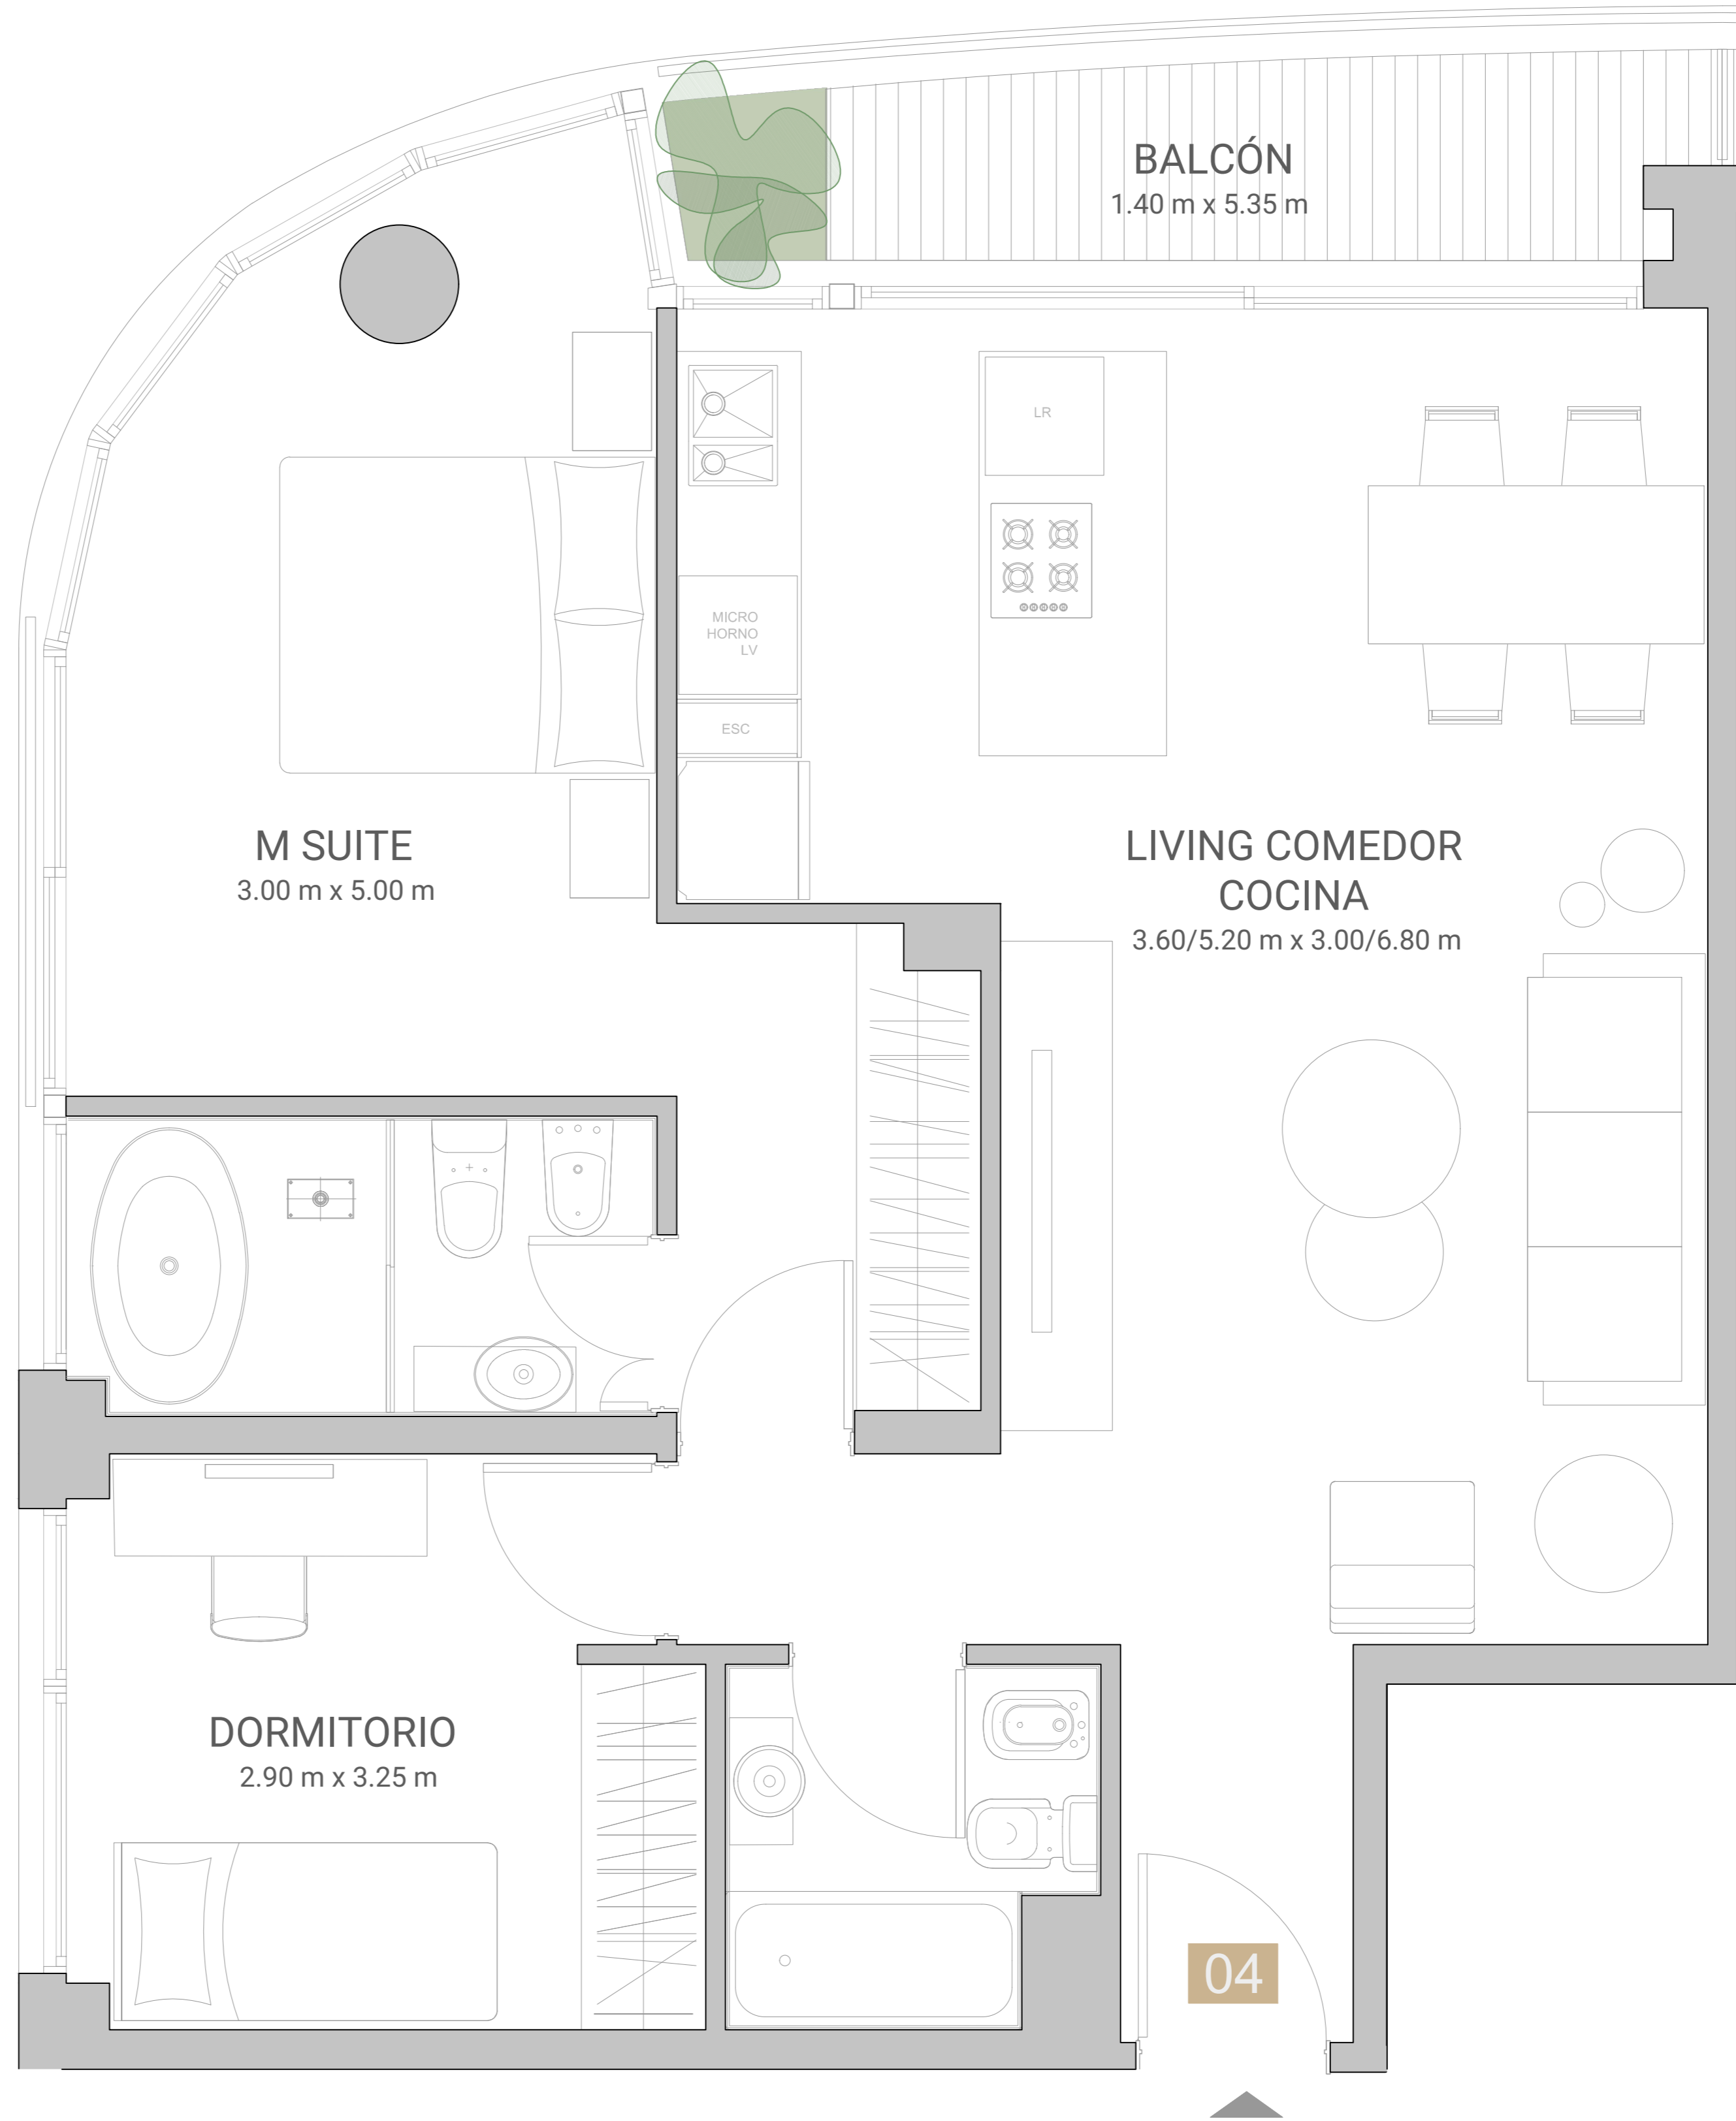 BALCÓN
1.40 m x 5.35 m
LR
MICRO
HORNO
LV
ESC
M SUITE
3.00 m x 5.00 m
LIVING COMEDOR
COCINA
3.60/5.20 m x 3.00/6.80 m
DORMITORIO
2.90 m x 3.25 m
04